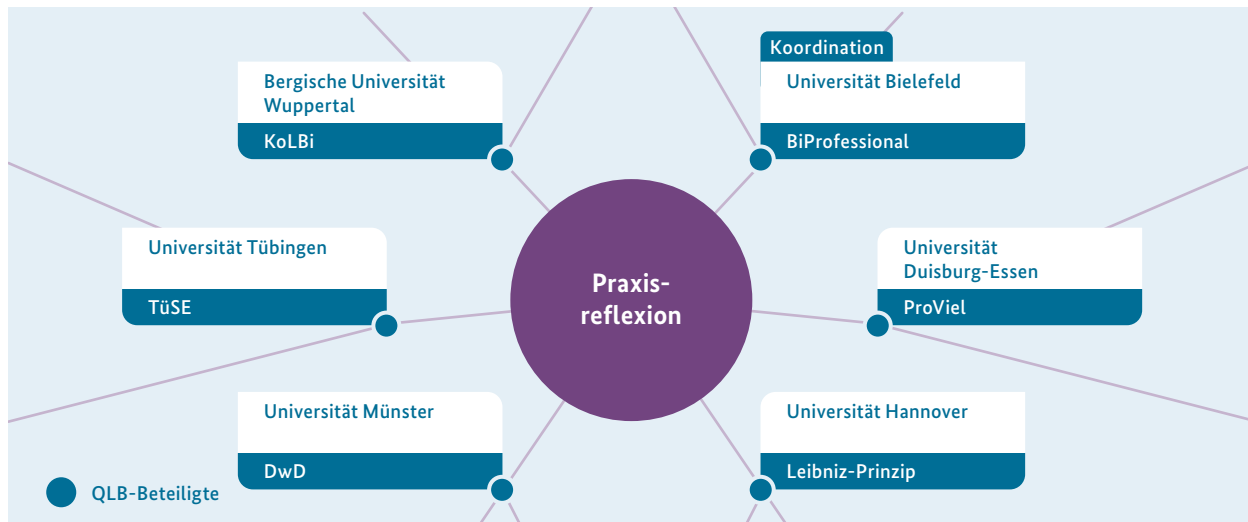 Koordination
Bergische Universität
Wuppertal
KoLBi
Universität Bielefeld
BiProfessional
Universität Tübingen
TüSE
Praxis-
reflexion
Universität
Duisburg-Essen
ProViel
Universität Münster
DwD
Universität Hannover
Leibniz-Prinzip
QLB-Beteiligte